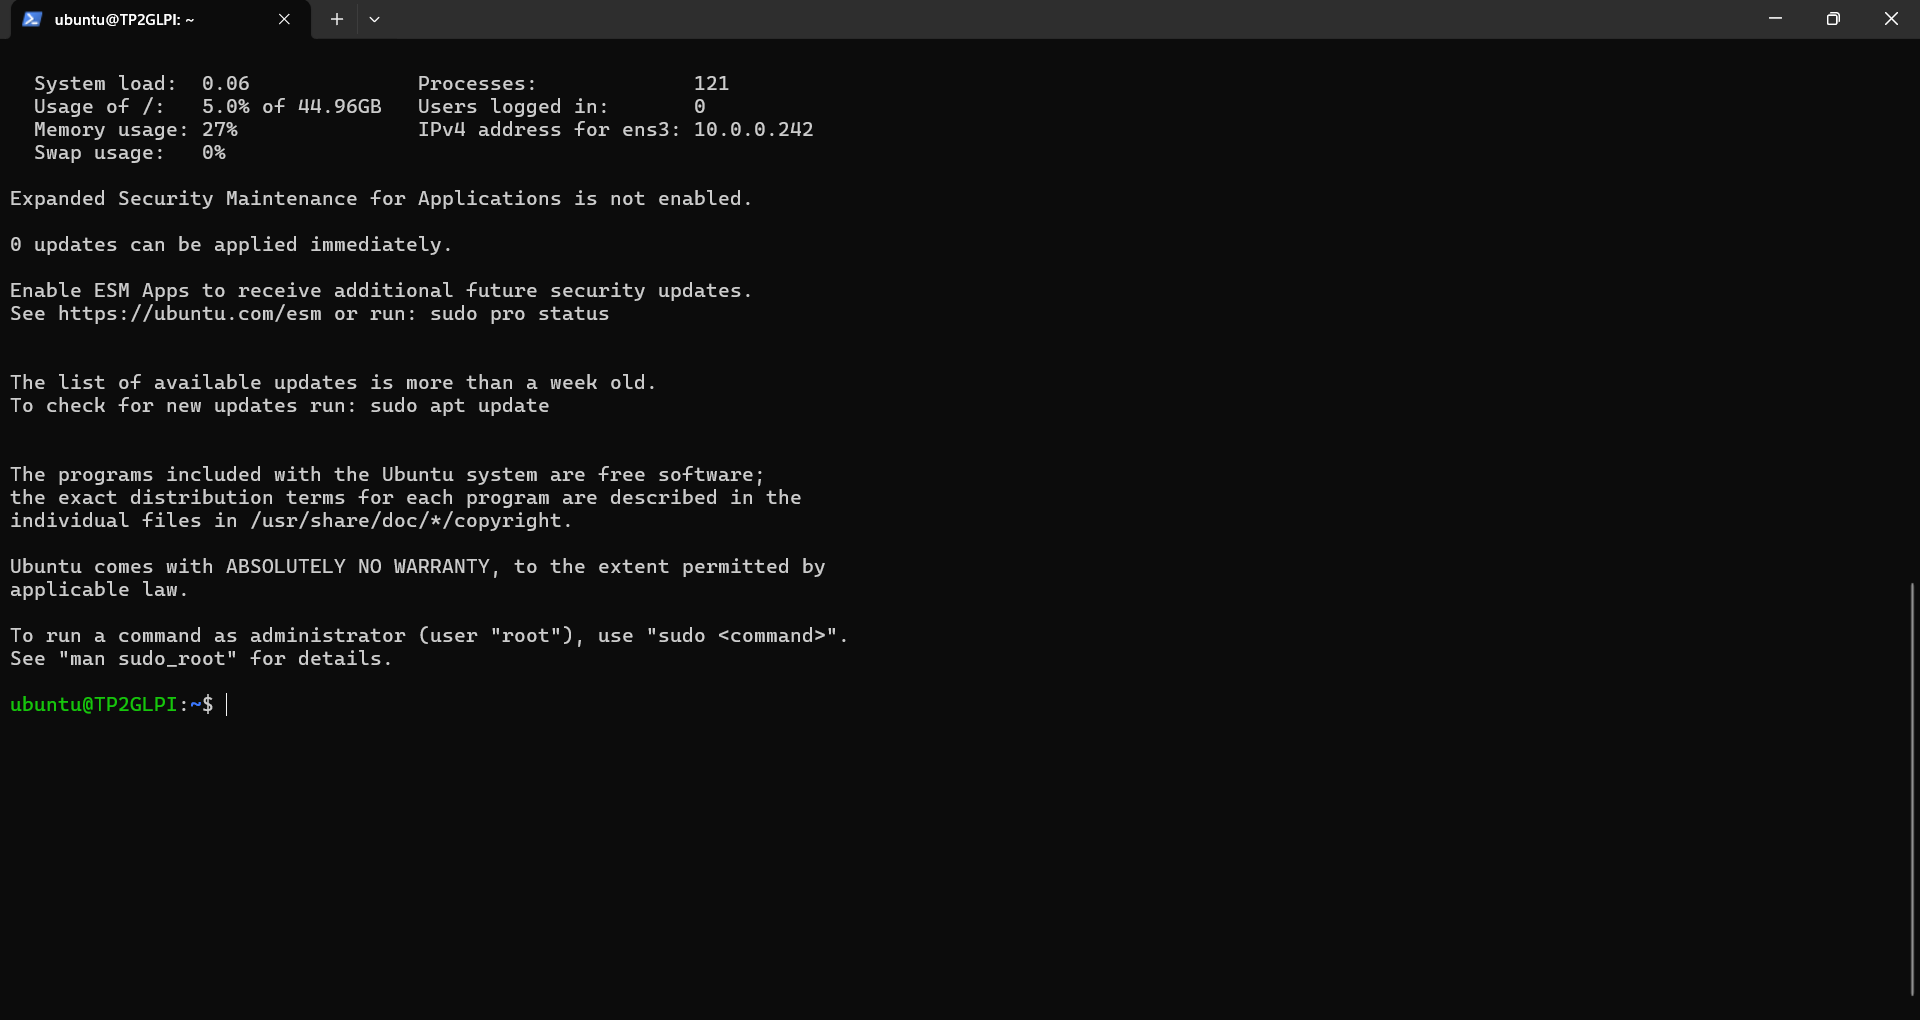 ubuntu@TP2GLPI: ~
System load:  0.06              Processes:             121
Usage of /:   5.0% of 44.96GB   Users logged in:       0
Memory usage: 27%               IPv4 address for ens3: 10.0.0.242
Swap usage:   0%
Expanded Security Maintenance for Applications is not enabled.
0 updates can be applied immediately.
Enable ESM Apps to receive additional future security updates.
See https://ubuntu.com/esm or run: sudo pro status
The list of available updates is more than a week old.
To check for new updates run: sudo apt update
The programs included with the Ubuntu system are free software;
the exact distribution terms for each program are described in the
individual files in /usr/share/doc/*/copyright.
Ubuntu comes with ABSOLUTELY NO WARRANTY, to the extent permitted by
applicable law.
To run a command as administrator (user "root"), use "sudo <command>".
See "man sudo_root" for details.
ubuntu@TP2GLPI:~$